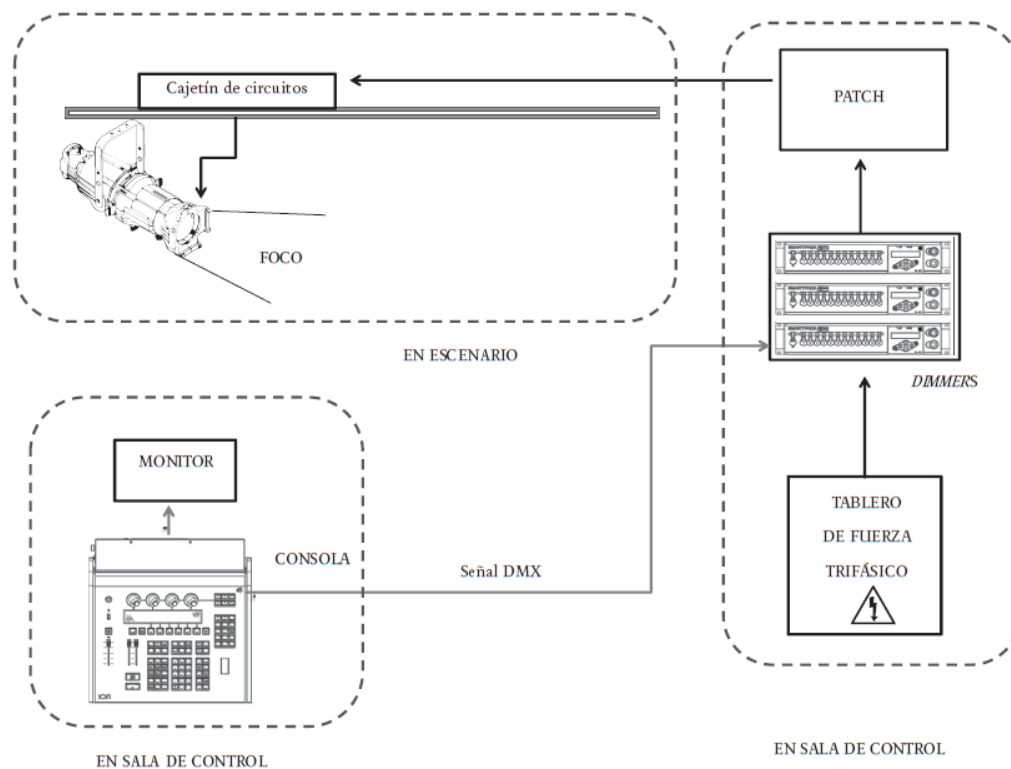 Cajetín de circuitos
PATCH
FOCO
EN ESCENARIO
DIMMERS
MONITOR
CONSOLA
Señal DMX
TABLERO
DE FUERZA
TRIFÁSICO
ion
EN SALA DE CONTROL
EN SALA DE CONTROL